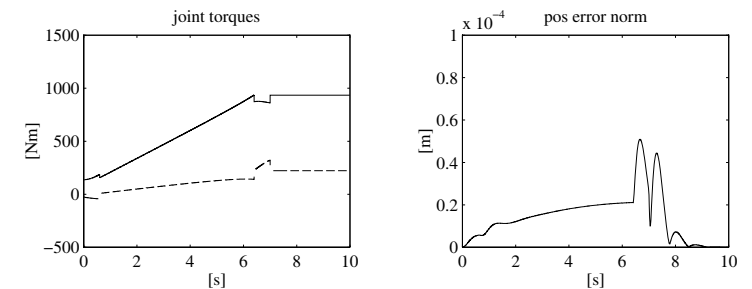 joint torques
1500
1000
500
0
−500
[Nm]
0 2 4 6 8 10
[s]
pos error norm
x 10⁻⁴
1
0.8
0.6
0.4
0.2
0
[m]
0 2 4 6 8 10
[s]